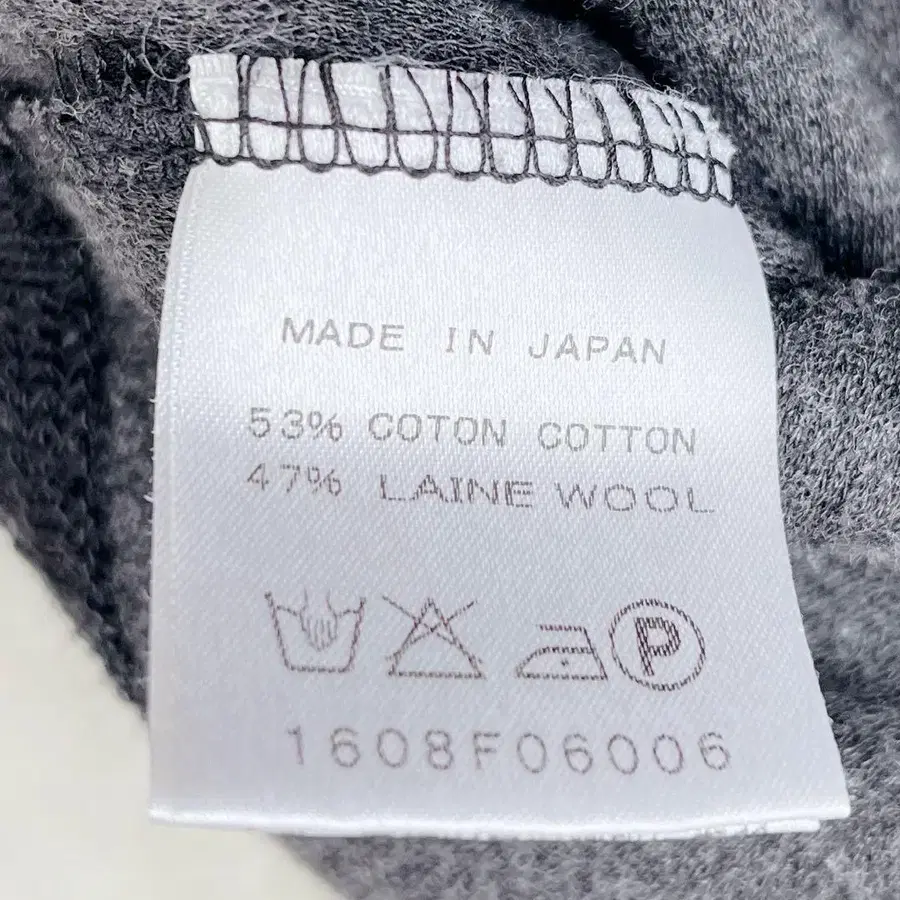 MADE IN JAPAN
53% COTON COTTON
47% LAINE WOOL
P
1608F06006